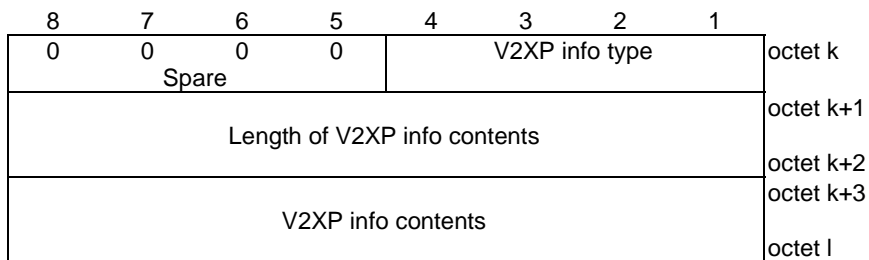 8 7 6 5 4 3 2 1
0 0 0 0 V2XP info type octet k
Spare
octet k+1
Length of V2XP info contents
octet k+2
octet k+3
V2XP info contents
octet l